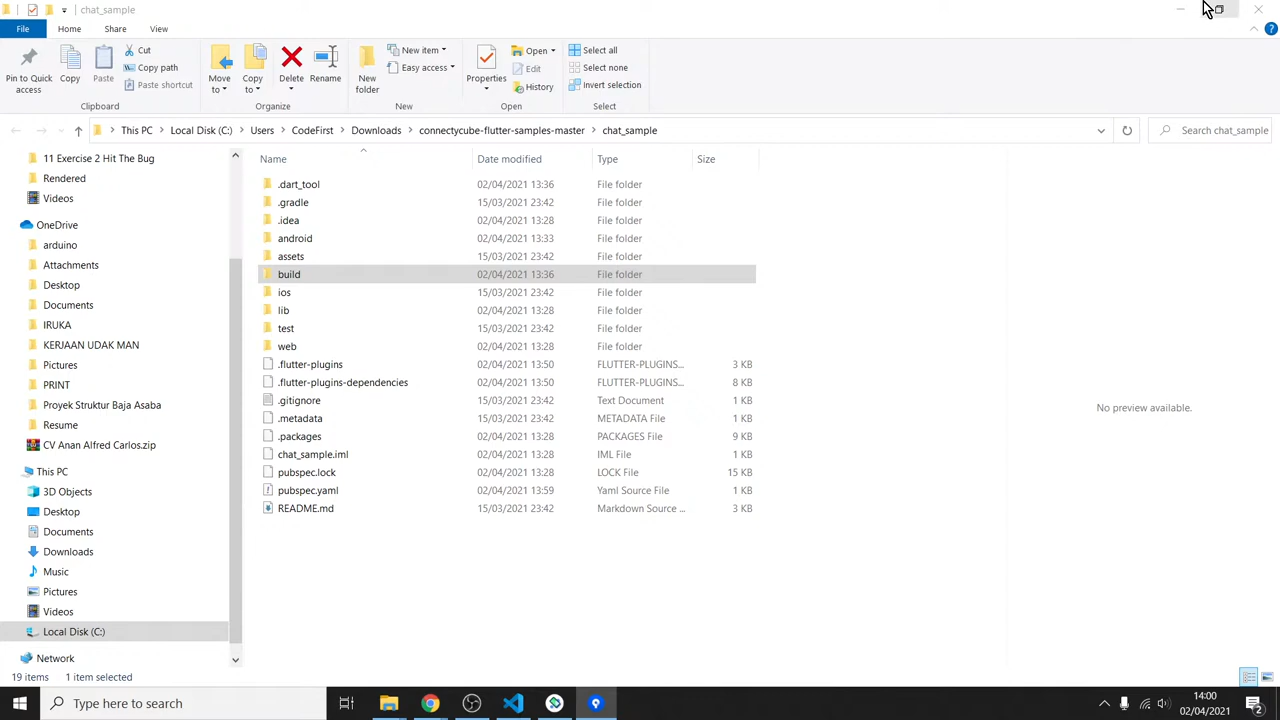 chat_sample
File
Home
Share
View
Pin to Quick access
Copy
Paste
Cut
Copy path
Paste shortcut
Clipboard
Move to
Copy to
Delete
Rename
Organize
New folder
New item
Easy access
New
Properties
Open
Edit
History
Open
Select all
Select none
Invert selection
Select
This PC
Local Disk (C:)
Users
CodeFirst
Downloads
connectycube-flutter-samples-master
chat_sample
Search chat_sample
11 Exercise 2 Hit The Bug
Rendered
Videos
OneDrive
arduino
Attachments
Desktop
Documents
IRUKA
KERJAAN UDAK MAN
Pictures
PRINT
Proyek Struktur Baja Asaba
Resume
CV Anan Alfred Carlos.zip
This PC
3D Objects
Desktop
Documents
Downloads
Music
Pictures
Videos
Local Disk (C:)
Network
Name Date modified Type Size
.dart_tool 02/04/2021 13:36 File folder
.gradle 15/03/2021 23:42 File folder
.idea 02/04/2021 13:28 File folder
android 02/04/2021 13:33 File folder
assets 15/03/2021 23:42 File folder
build 02/04/2021 13:36 File folder
ios 15/03/2021 23:42 File folder
lib 02/04/2021 13:28 File folder
test 15/03/2021 23:42 File folder
web 02/04/2021 13:28 File folder
.flutter-plugins 02/04/2021 13:50 FLUTTER-PLUGINS... 3 KB
.flutter-plugins-dependencies 02/04/2021 13:50 FLUTTER-PLUGINS... 8 KB
.gitignore 15/03/2021 23:42 Text Document 1 KB
.metadata 15/03/2021 23:42 METADATA File 1 KB
.packages 02/04/2021 13:28 PACKAGES File 9 KB
chat_sample.iml 02/04/2021 13:28 IML File 1 KB
pubspec.lock 02/04/2021 13:28 LOCK File 15 KB
pubspec.yaml 02/04/2021 13:59 Yaml Source File 1 KB
README.md 15/03/2021 23:42 Markdown Source ... 3 KB
No preview available.
19 items 1 item selected
Type here to search
14:00
02/04/2021
2